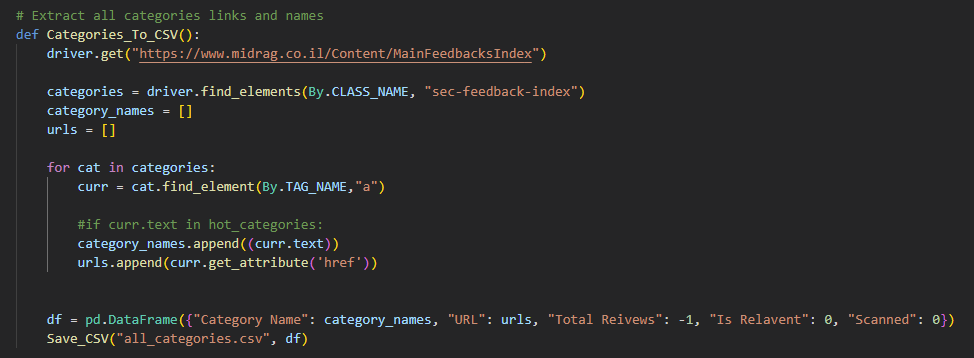 # Extract all categories links and names
def Categories_To_CSV():
    driver.get("https://www.midrag.co.il/Content/MainFeedbacksIndex")
    categories = driver.find_elements(By.CLASS_NAME, "sec-feedback-index")
    category_names = []
    urls = []
    for cat in categories:
        curr = cat.find_element(By.TAG_NAME,"a")
        #if curr.text in hot_categories:
        category_names.append((curr.text))
        urls.append(curr.get_attribute('href'))
    df = pd.DataFrame({"Category Name": category_names, "URL": urls, "Total Reivews": -1, "Is Relavent": 0, "Scanned": 0})
    Save_CSV("all_categories.csv", df)